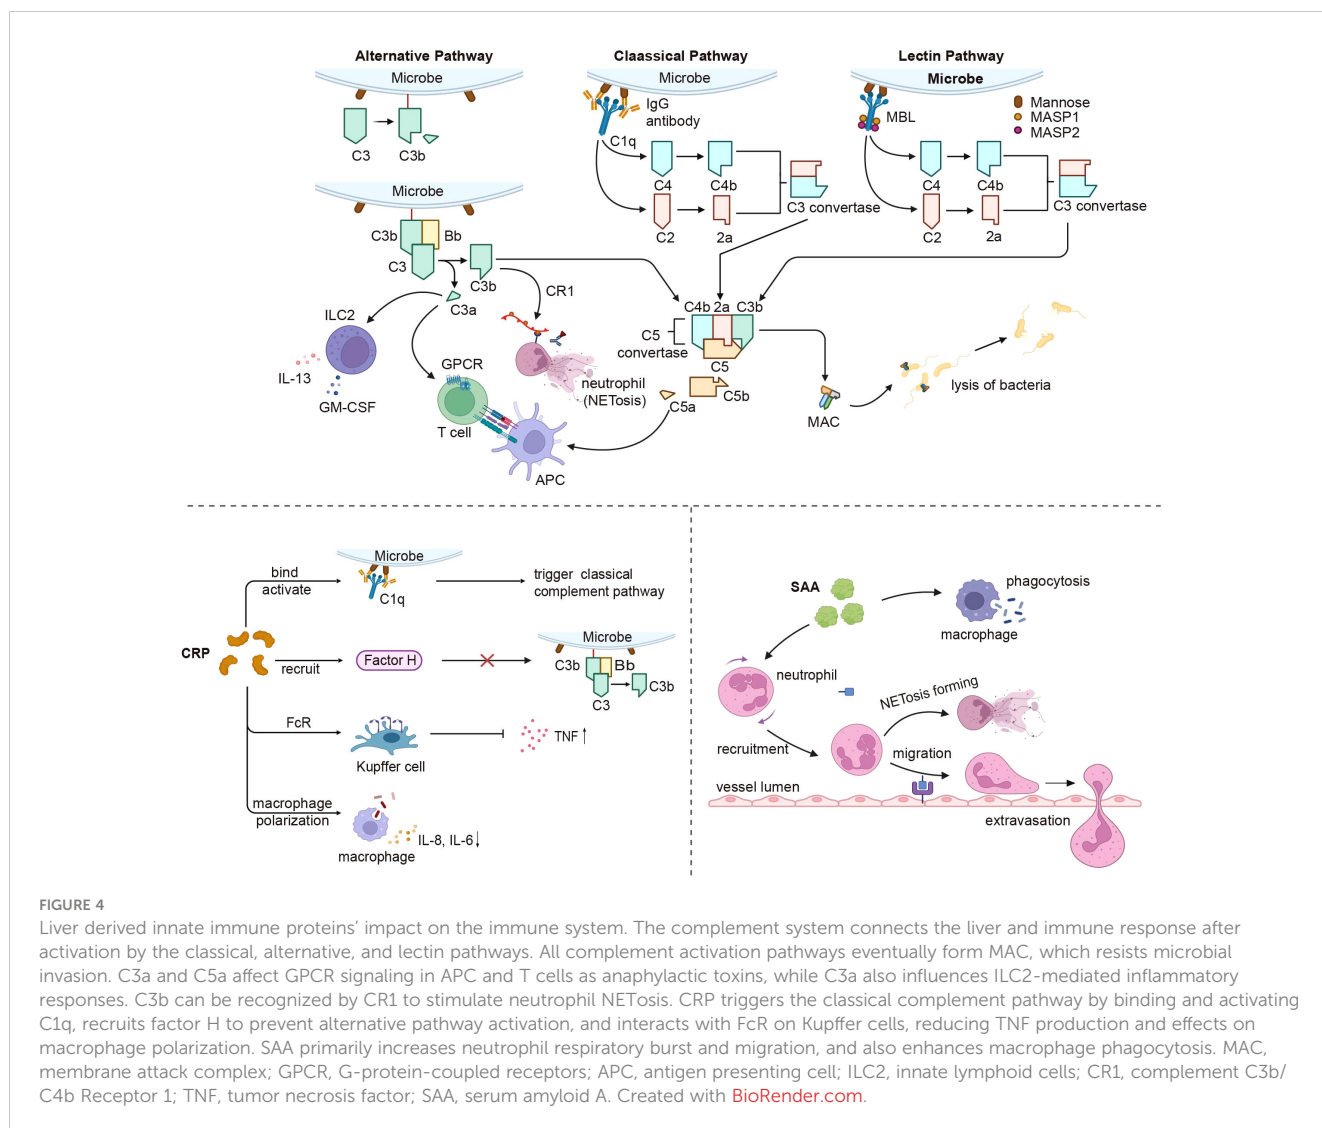 Alternative Pathway
Microbe
C3
C3b
Microbe
C3b
Bb
C3
C3b
C3a
CR1
ILC2
IL-13
GM-CSF
GPCR
T cell
APC
neutrophil
(NETosis)
Claassical Pathway
Microbe
IgG
antibody
C1q
C4
C4b
C2
2a
C3 convertase
Lectin Pathway
Microbe
MBL
Mannose
MASP1
MASP2
C4
C4b
C2
2a
C3 convertase
C4b 2a C3b
C5
convertase
C5
C5a
C5b
MAC
lysis of bacteria
CRP
bind
activate
Microbe
C1q
trigger classical
complement pathway
recruit
Factor H
Microbe
C3b
Bb
C3
C3b
FcR
Kupffer cell
TNF↑
macrophage
polarization
macrophage
IL-8, IL-6↓
SAA
phagocytosis
macrophage
neutrophil
recruitment
NETosis forming
migration
vessel lumen
extravasation
FIGURE 4
Liver derived innate immune proteins’ impact on the immune system. The complement system connects the liver and immune response after
activation by the classical, alternative, and lectin pathways. All complement activation pathways eventually form MAC, which resists microbial
invasion. C3a and C5a affect GPCR signaling in APC and T cells as anaphylactic toxins, while C3a also influences ILC2-mediated inflammatory
responses. C3b can be recognized by CR1 to stimulate neutrophil NETosis. CRP triggers the classical complement pathway by binding and activating
C1q, recruits factor H to prevent alternative pathway activation, and interacts with FcR on Kupffer cells, reducing TNF production and effects on
macrophage polarization. SAA primarily increases neutrophil respiratory burst and migration, and also enhances macrophage phagocytosis. MAC,
membrane attack complex; GPCR, G-protein-coupled receptors; APC, antigen presenting cell; ILC2, innate lymphoid cells; CR1, complement C3b/
C4b Receptor 1; TNF, tumor necrosis factor; SAA, serum amyloid A. Created with BioRender.com.